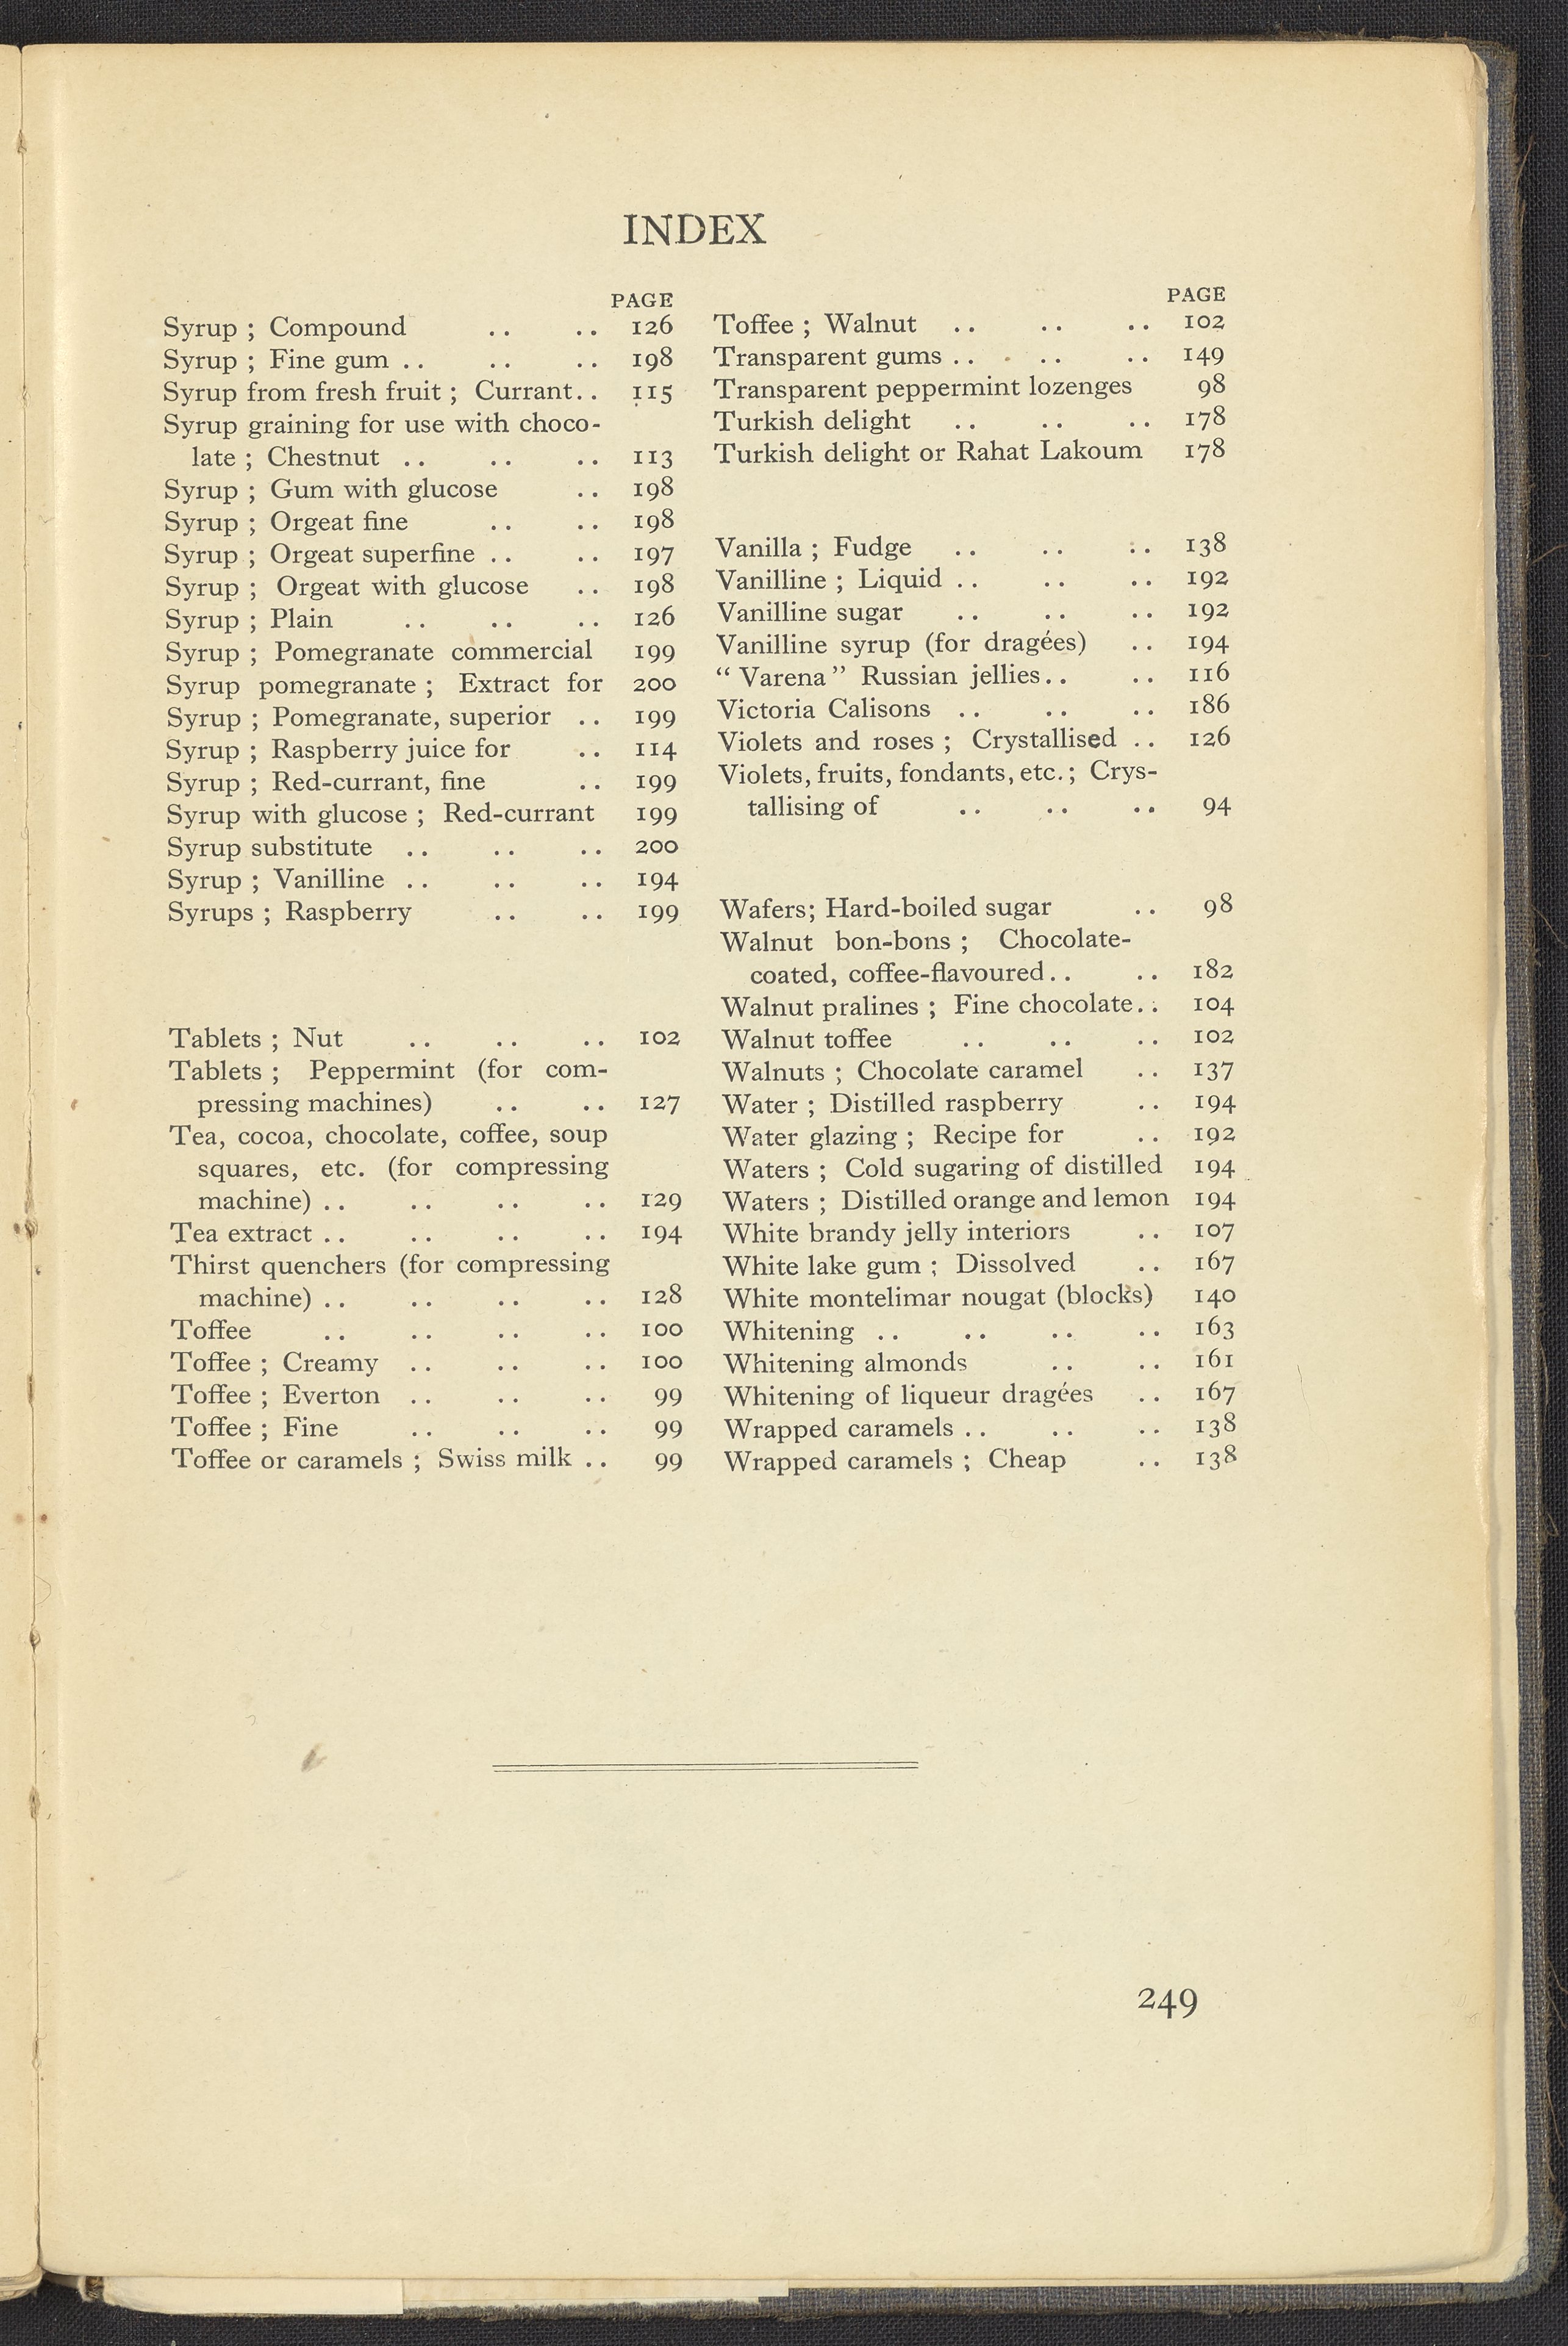 INDEX
PAGE
Syrup ; Compound .. .. 126
Syrup ; Fine gum .. .. .. 198
Syrup from fresh fruit ; Currant.. 115
Syrup graining for use with choco-
late ; Chestnut .. .. .. 113
Syrup ; Gum with glucose .. 198
Syrup ; Orgeat fine .. .. 198
Syrup ; Orgeat superfine .. .. 197
Syrup ; Orgeat with glucose .. 198
Syrup ; Plain .. .. .. 126
Syrup ; Pomegranate commercial 199
Syrup pomegranate ; Extract for 200
Syrup ; Pomegranate, superior .. 199
Syrup ; Raspberry juice for .. 114
Syrup ; Red-currant, fine .. 199
Syrup with glucose ; Red-currant 199
Syrup substitute .. .. .. 200
Syrup ; Vanilline .. .. .. 194
Syrups ; Raspberry .. .. 199
Tablets ; Nut .. .. .. 102
Tablets ; Peppermint (for com-
pressing machines) .. .. 127
Tea, cocoa, chocolate, coffee, soup
squares, etc. (for compressing
machine) .. .. .. .. 129
Tea extract .. .. .. .. 194
Thirst quenchers (for compressing
machine) .. .. .. .. 128
Toffee .. .. .. .. 100
Toffee ; Creamy .. .. .. 100
Toffee ; Everton .. .. .. 99
Toffee ; Fine .. .. .. 99
Toffee or caramels ; Swiss milk .. 99
PAGE
Toffee ; Walnut .. .. .. 102
Transparent gums .. .. .. 149
Transparent peppermint lozenges 98
Turkish delight .. .. .. 178
Turkish delight or Rahat Lakoum 178
Vanilla ; Fudge .. .. .. 138
Vanilline ; Liquid .. .. .. 192
Vanilline sugar .. .. .. 192
Vanilline syrup (for dragées) .. 194
“ Varena ” Russian jellies.. .. 116
Victoria Calisons .. .. .. 186
Violets and roses ; Crystallised .. 126
Violets, fruits, fondants, etc. ; Crys-
tallising of .. .. .. 94
Wafers; Hard-boiled sugar .. 98
Walnut bon-bons ; Chocolate-
coated, coffee-flavoured.. .. 182
Walnut pralines ; Fine chocolate.. 104
Walnut toffee .. .. .. 102
Walnuts ; Chocolate caramel .. 137
Water ; Distilled raspberry .. 194
Water glazing ; Recipe for .. 192
Waters ; Cold sugaring of distilled 194
Waters ; Distilled orange and lemon 194
White brandy jelly interiors .. 107
White lake gum ; Dissolved .. 167
White montelimar nougat (blocks) 140
Whitening .. .. .. .. 163
Whitening almonds .. .. 161
Whitening of liqueur dragées .. 167
Wrapped caramels .. .. .. 138
Wrapped caramels ; Cheap .. 138
249